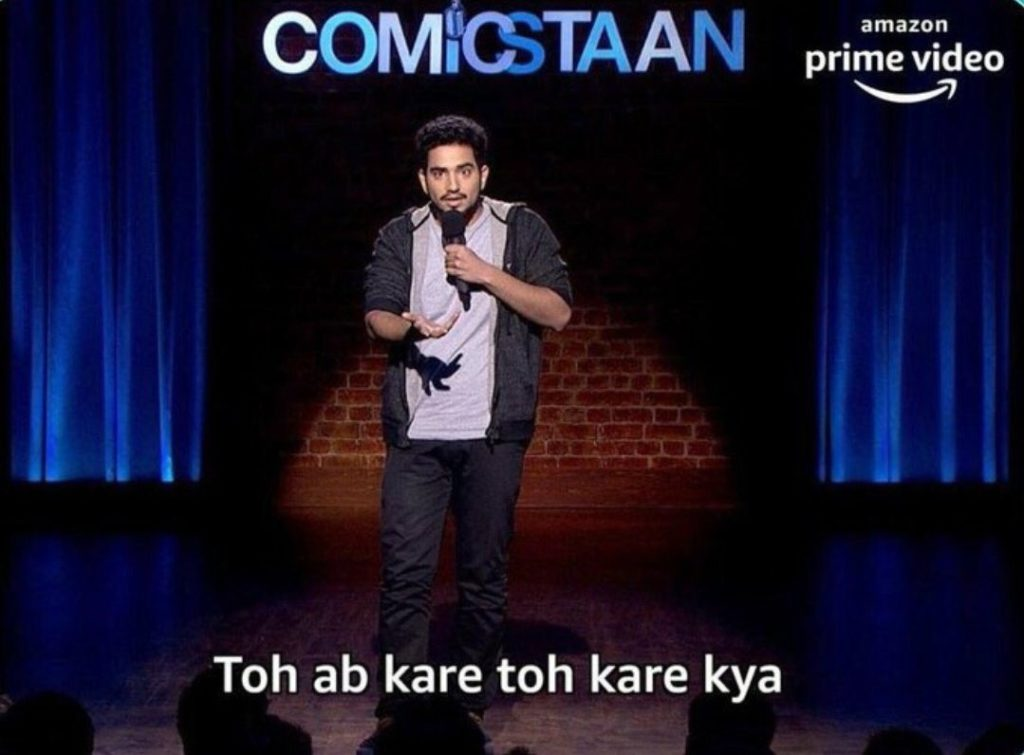 COMICSTAAN
amazon
prime video
Toh ab kare toh kare kya